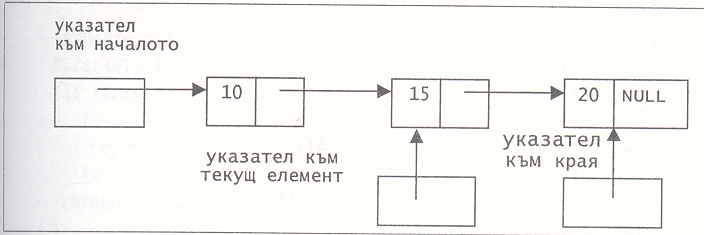 указател
към началото
10
15
20 NULL
указател към
текущ елемент
указател
към края